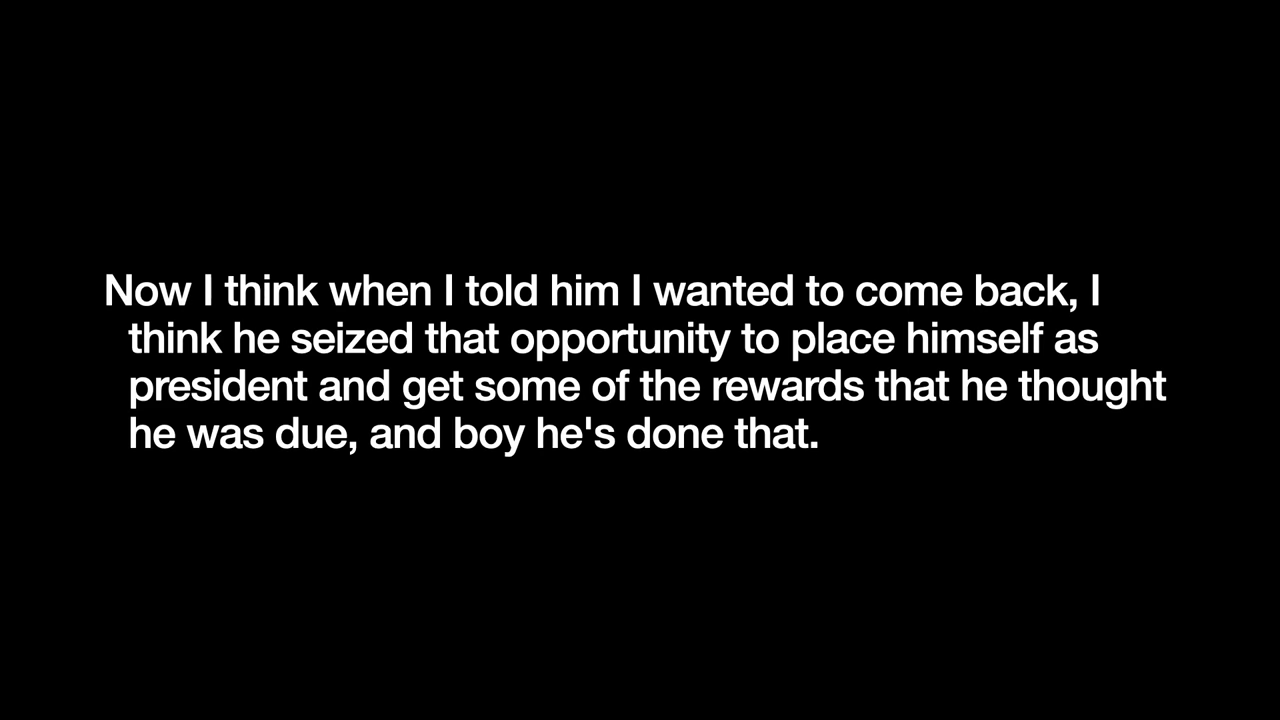 Now I think when I told him I wanted to come back, I
think he seized that opportunity to place himself as
president and get some of the rewards that he thought
he was due, and boy he's done that.